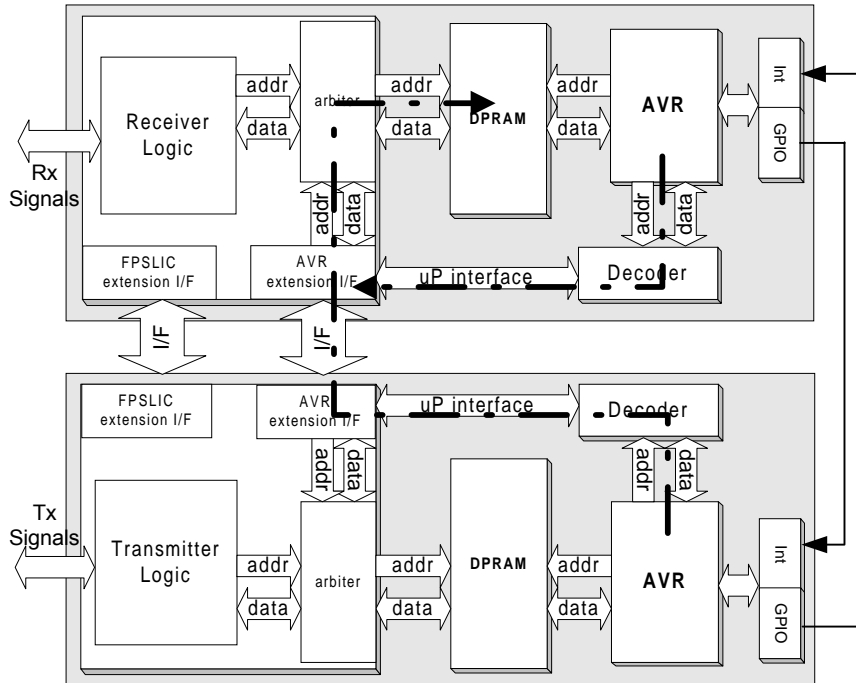 Receiver
Logic
addr
data
arbiter
addr
data
DPRAM
addr
data
AVR
Int
GPIO
Rx
Signals
addr
data
addr
data
FPSLIC
extension I/F
AVR
extension I/F
uP interface
Decoder
I/F
I/F
FPSLIC
extension I/F
AVR
extension I/F
uP interface
Decoder
addr
data
addr
data
Tx
Signals
Transmitter
Logic
addr
data
arbiter
addr
data
DPRAM
addr
data
AVR
Int
GPIO